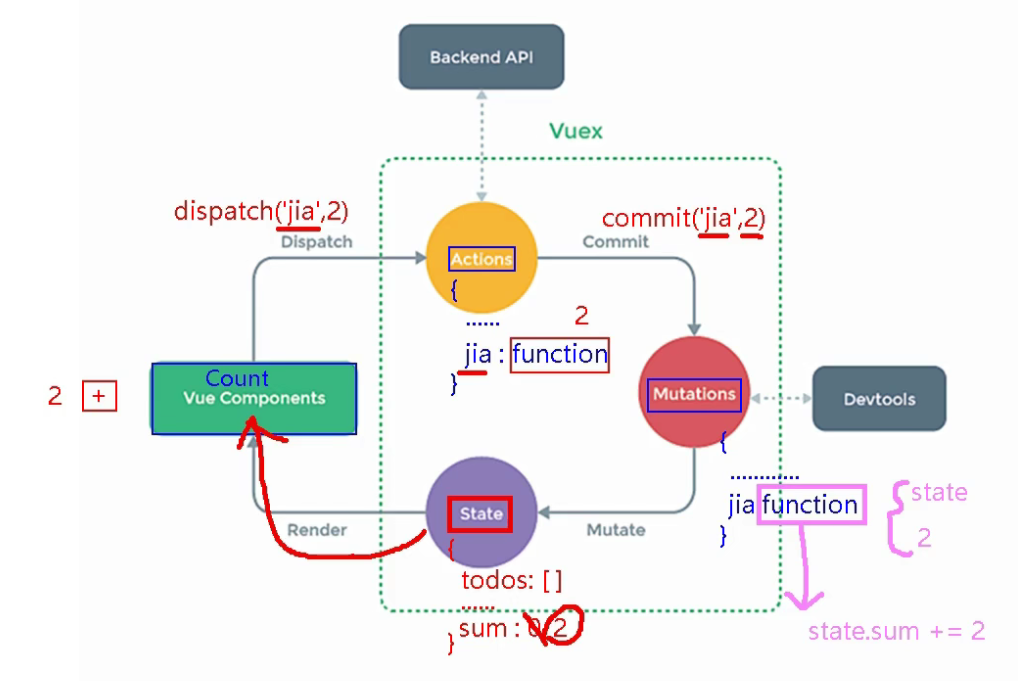 Backend API
Vuex
dispatch('jia',2)
commit('jia',2)
Dispatch
Commit
Actions
{
......
2
jia : function
}
Count
Vue Components
2 +
Mutations
Devtools
{
............
jia function
}
state
2
State
Render
Mutate
{
todos: [ ]
......
sum : 0 2
}
state.sum += 2